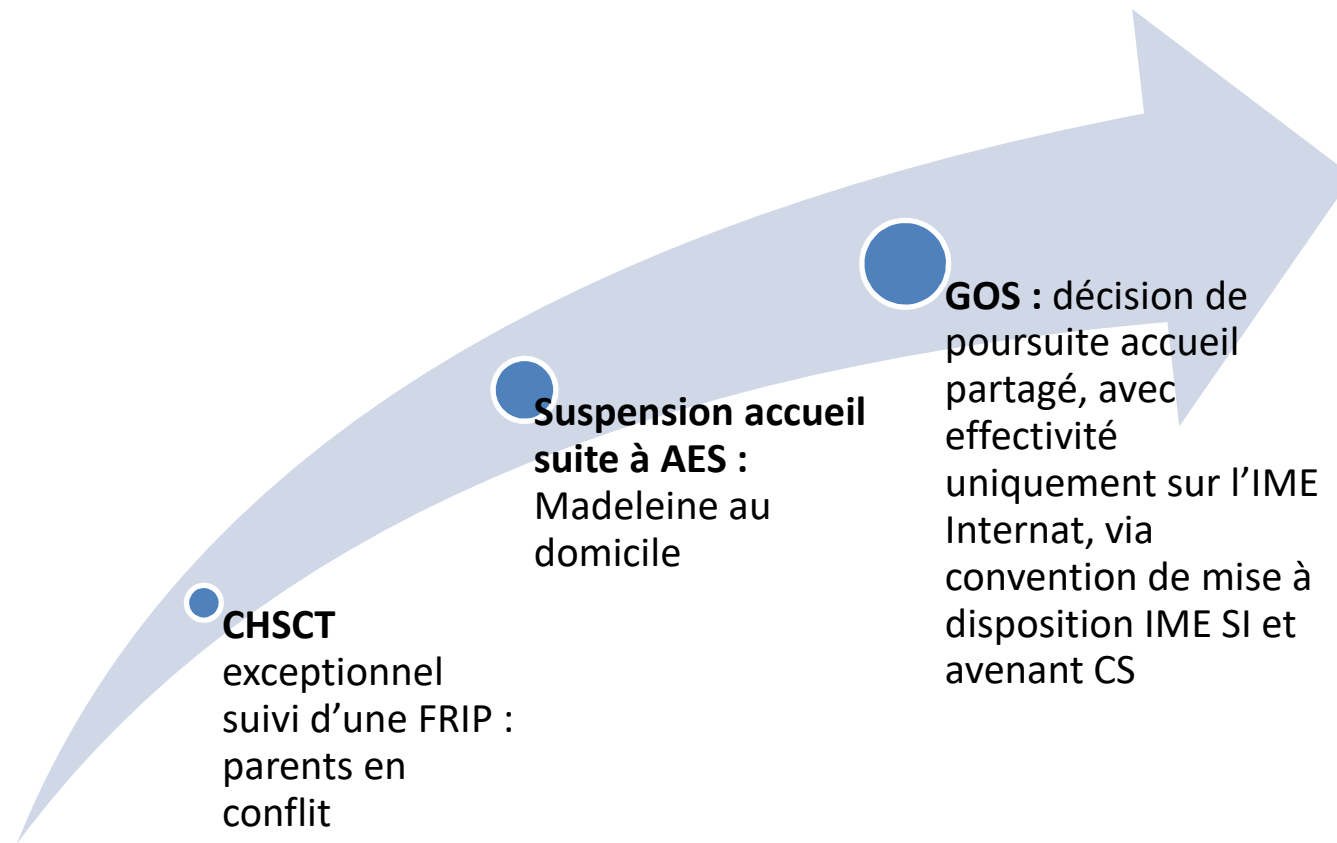 CHSCT
exceptionnel
suivi d’une FRIP :
parents en
conflit
Suspension accueil
suite à AES :
Madeleine au
domicile
GOS : décision de
poursuite accueil
partagé, avec
effectivité
uniquement sur l’IME
Internat, via
convention de mise à
disposition IME SI et
avenant CS